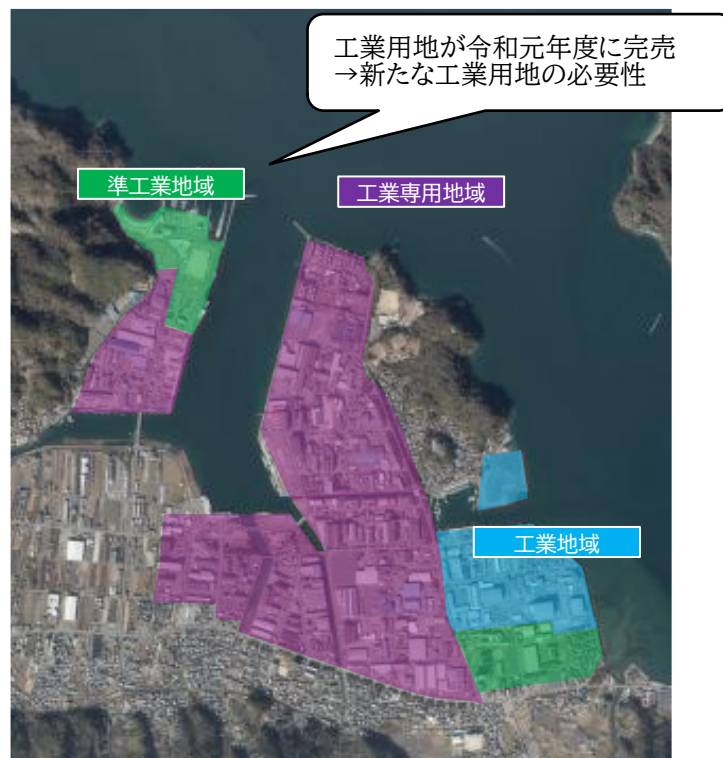 工業用地が令和元年度に完売
→新たな工業用地の必要性
準工業地域
工業専用地域
工業地域